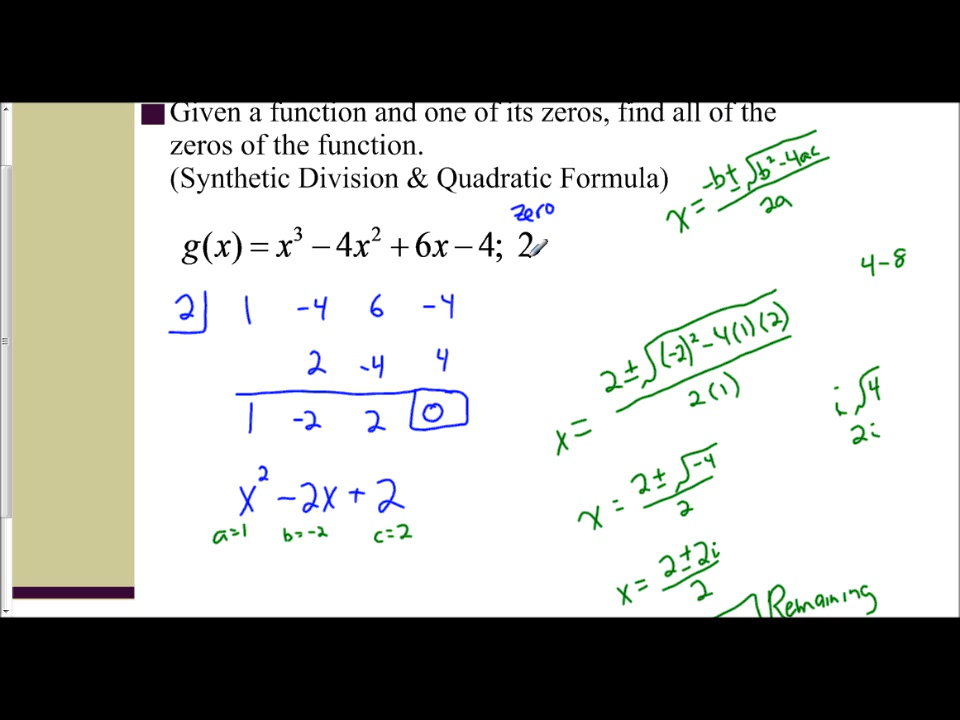 Given a function and one of its zeros, find all of the
zeros of the function.
(Synthetic Division & Quadratic Formula)
zero
g(x) = x³ − 4x² + 6x − 4; 2
x = -b ± √b² - 4ac / 2a
4 - 8
2 | 1 -4 6 -4
2 -4 4
1 -2 2 0
x² - 2x + 2
a=1 b=-2 c=2
x = 2 ± √(-2)² - 4(1)(2) / 2(1)
i √4
2i
x = 2 ± √-4 / 2
x = 2 ± 2i / 2
Remaining